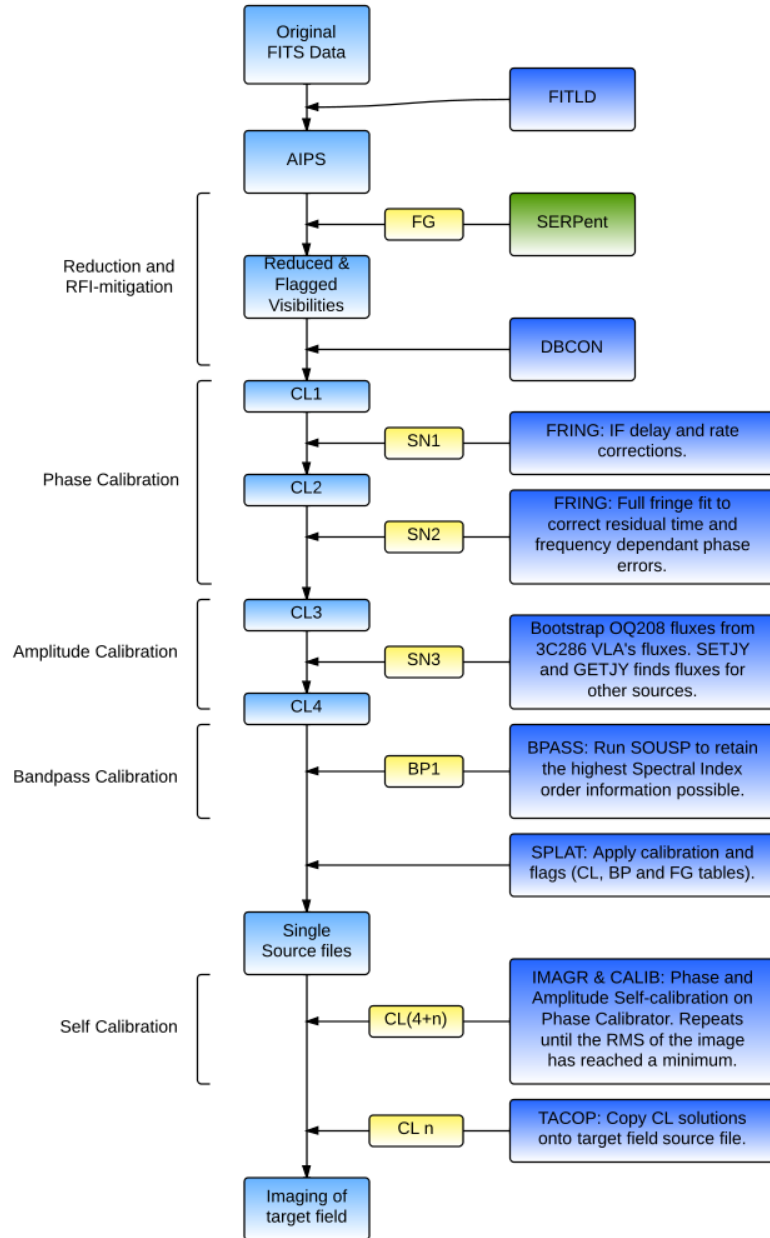 Original
FITS Data
FITLD
AIPS
FG
SERPent
Reduction and
RFI-mitigation
Reduced &
Flagged
Visibilities
DBCON
CL1
SN1
FRING: IF delay and rate
corrections.
Phase Calibration
CL2
SN2
FRING: Full fringe fit to
correct residual time and
frequency dependant phase
errors.
CL3
Amplitude Calibration
SN3
Bootstrap OQ208 fluxes from
3C286 VLA's fluxes. SETJY
and GETJY finds fluxes for
other sources.
CL4
Bandpass Calibration
BP1
BPASS: Run SOUSP to retain
the highest Spectral Index
order information possible.
SPLAT: Apply calibration and
flags (CL, BP and FG tables).
Single
Source files
Self Calibration
CL(4+n)
IMAGR & CALIB: Phase and
Amplitude Self-calibration on
Phase Calibrator. Repeats
until the RMS of the image
has reached a minimum.
CL n
TACOP: Copy CL solutions
onto target field source file.
Imaging of
target field